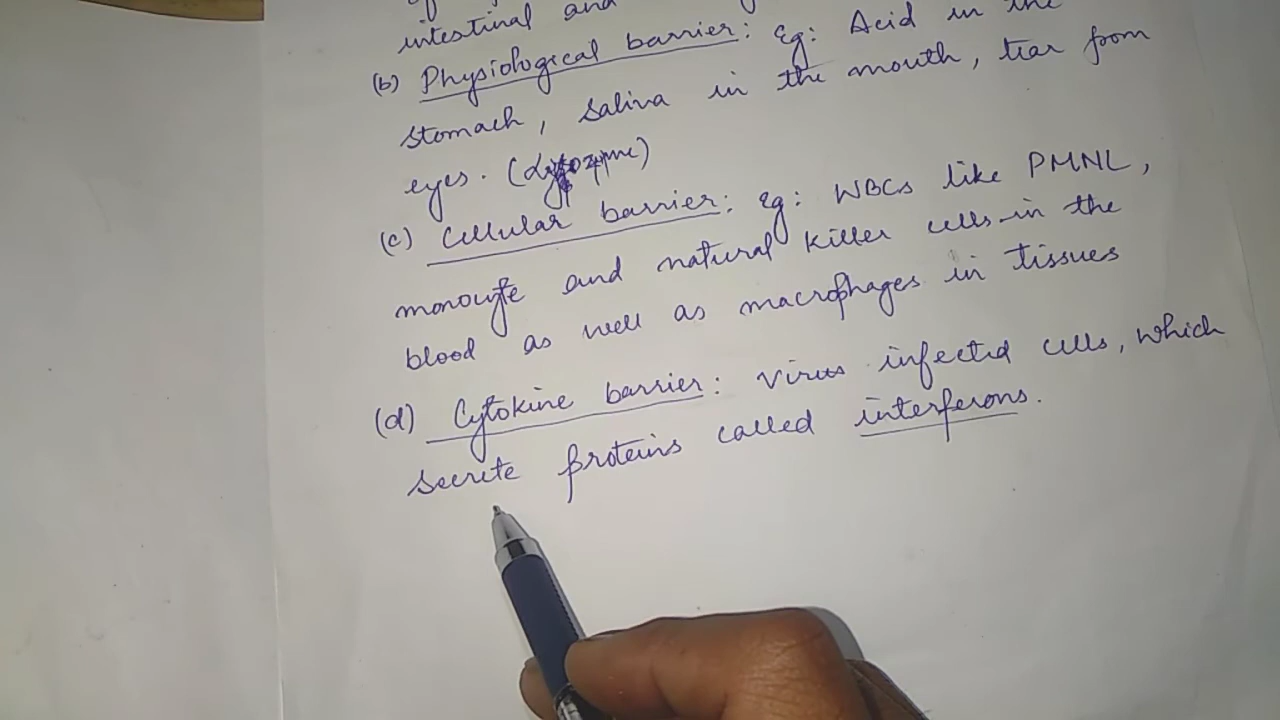 intestinal and
(b) Physiological barrier: Eg: Acid in the
stomach, saliva in the mouth, tear from
eyes.
(c) Cellular barrier: Eg: WBCs like PMNL,
monocyte and natural killer cells in the
blood as well as macrophages in tissues
(d) Cytokine barrier: Virus infected cells, which
secrete proteins called interferons.